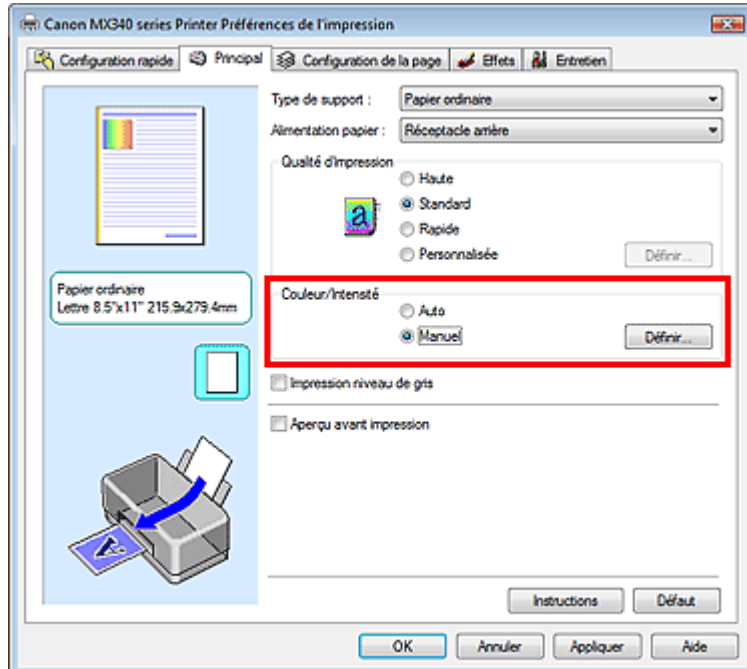 Canon MX340 series Printer Préférences de l'impression
Configuration rapide Principal Configuration de la page Effets Entretien
Type de support : Papier ordinaire
Alimentation papier : Réceptacle arrière
Qualité d'impression
Haute
a Standard
Rapide
Personnalisée Définir...
Papier ordinaire
Lettre 8.5"x11" 215.9x279.4mm
Couleur/Intensité
Auto
Manuel Définir...
Impression niveau de gris
Aperçu avant impression
A
Instructions Défaut
OK Annuler Appliquer Aide